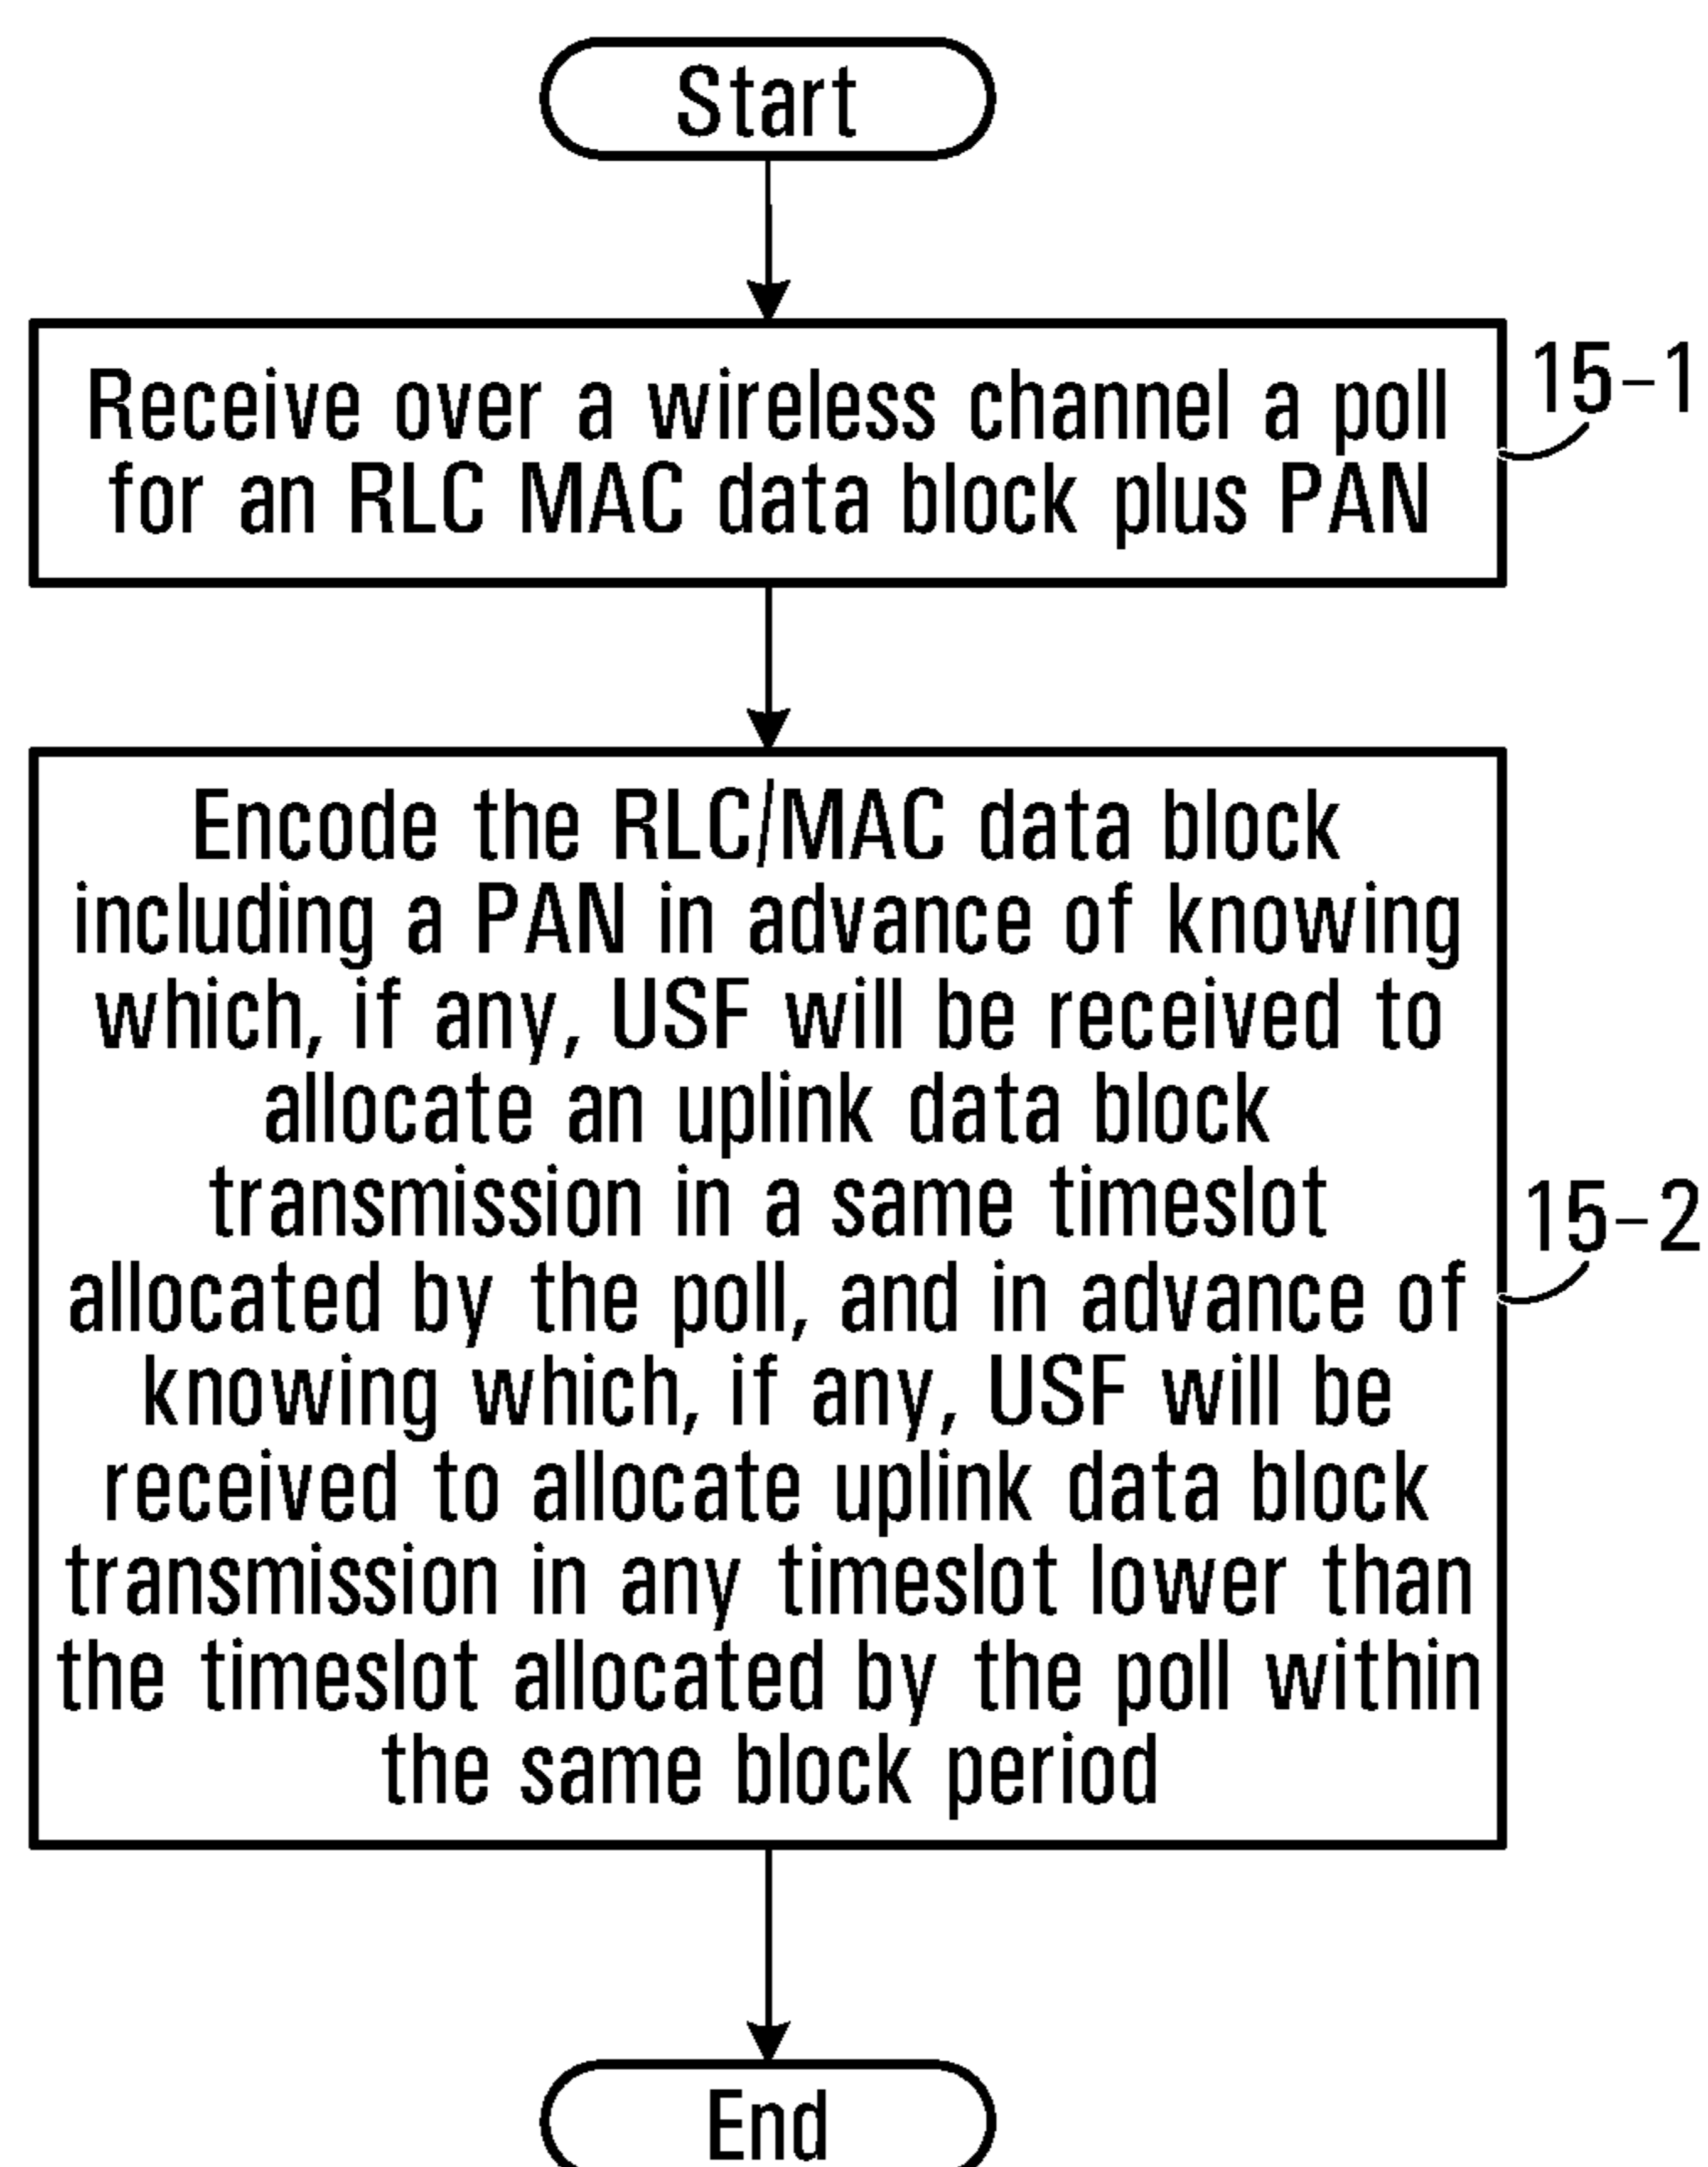 Start
Receive over a wireless channel a poll
for an RLC MAC data block plus PAN
15-1
Encode the RLC/MAC data block
including a PAN in advance of knowing
which, if any, USF will be received to
allocate an uplink data block
transmission in a same timeslot
allocated by the poll, and in advance of
knowing which, if any, USF will be
received to allocate uplink data block
transmission in any timeslot lower than
the timeslot allocated by the poll within
the same block period
15-2
End